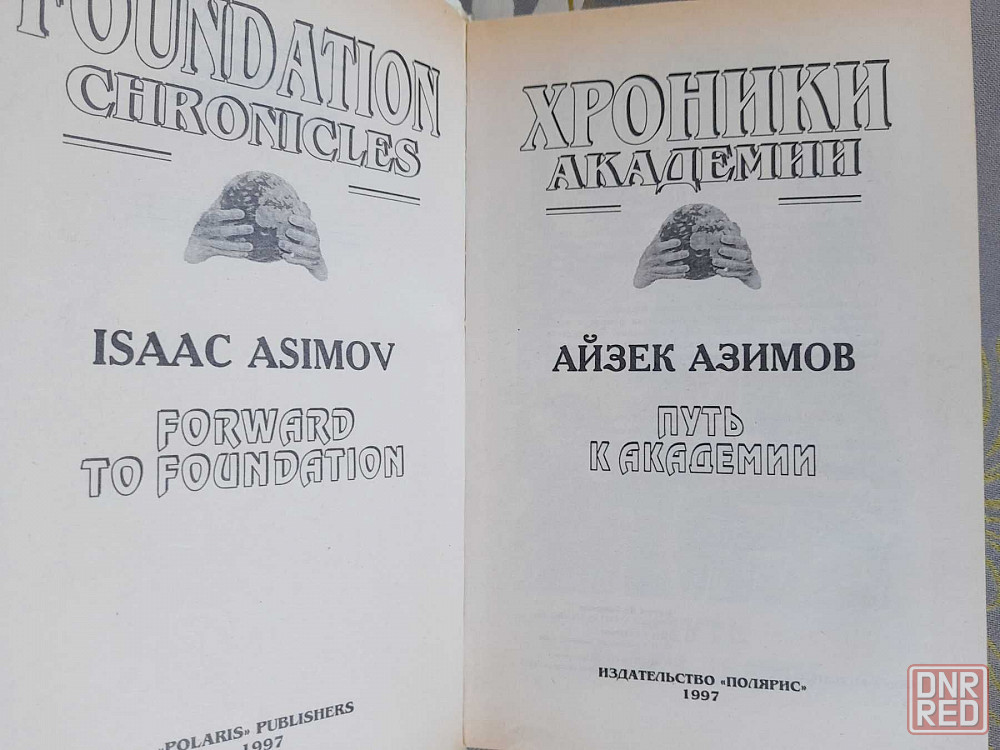 FOUNDATION
CHRONICLES
ISAAC ASIMOV
FORWARD
TO FOUNDATION
«POLARIS» PUBLISHERS
1997
ХРОНИКИ
АКАДЕМИИ
АЙЗЕК АЗИМОВ
ПУТЬ
К АКАДЕМИИ
ИЗДАТЕЛЬСТВО «ПОЛЯРИС»
1997
DNR
RED